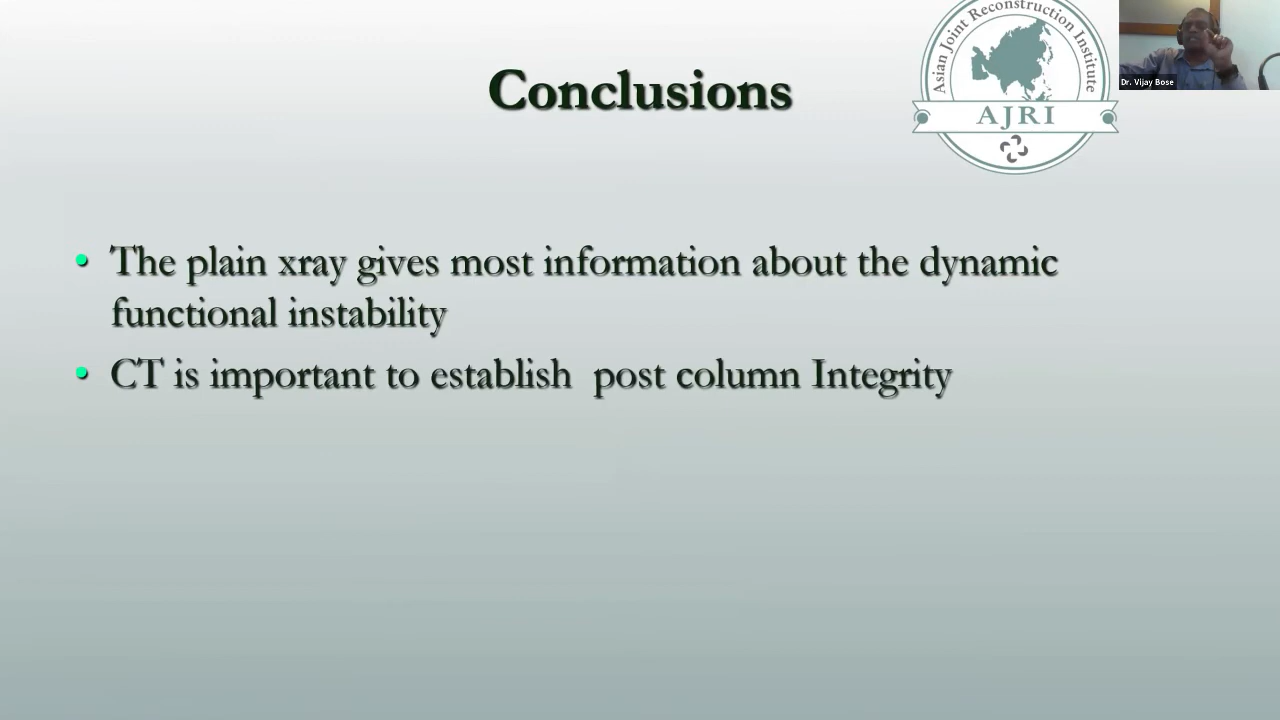 Conclusions
Asian Joint Reconstruction Institute
AJRI
Dr. Vijay Bose
• The plain xray gives most information about the dynamic
functional instability
• CT is important to establish  post column Integrity